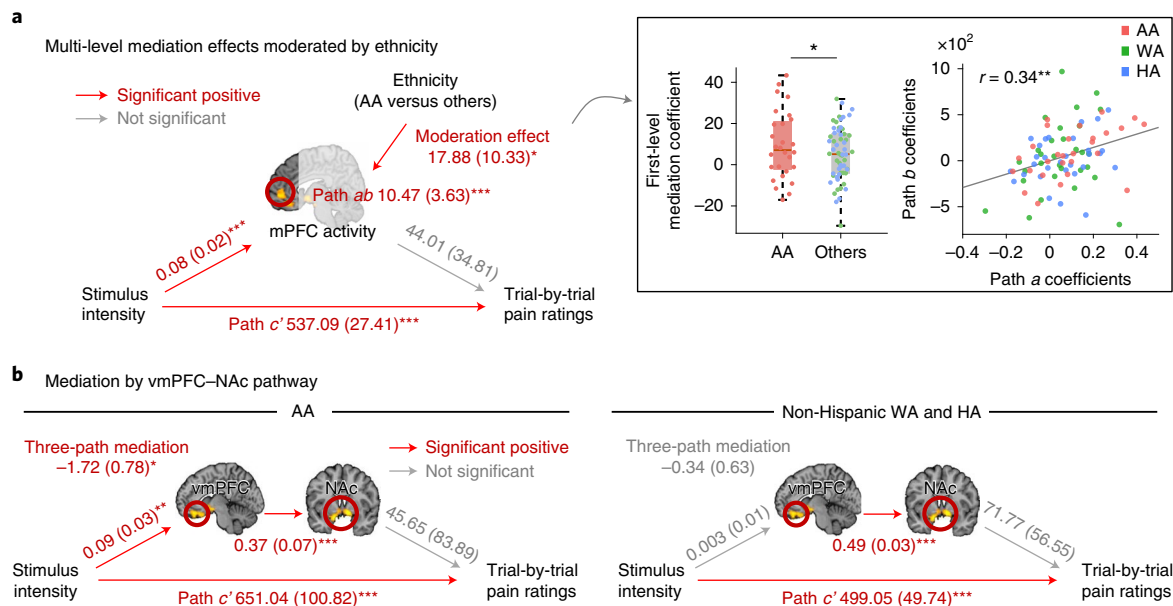 a
Multi-level mediation effects moderated by ethnicity
Significant positive
Not significant
Ethnicity
(AA versus others)
Moderation effect
17.88 (10.33)*
Path ab 10.47 (3.63)***
mPFC activity
0.08 (0.02)***
44.01 (34.81)
Stimulus
intensity
Trial-by-trial
pain ratings
Path c′ 537.09 (27.41)***
First-level
mediation coefficient
40
20
0
−20
*
AA
Others
×10²
10
5
0
−5
Path b coefficients
r = 0.34**
AA
WA
HA
−0.4
−0.2
0
0.2
0.4
Path a coefficients
b
Mediation by vmPFC–NAc pathway
AA
Three-path mediation
−1.72 (0.78)*
Significant positive
Not significant
vmPFC
NAc
0.09 (0.03)**
0.37 (0.07)***
45.65 (83.89)
Stimulus
intensity
Trial-by-trial
pain ratings
Path c′ 651.04 (100.82)***
Non-Hispanic WA and HA
Three-path mediation
−0.34 (0.63)
vmPFC
NAc
0.003 (0.01)
0.49 (0.03)***
71.77 (56.55)
Stimulus
intensity
Trial-by-trial
pain ratings
Path c′ 499.05 (49.74)***